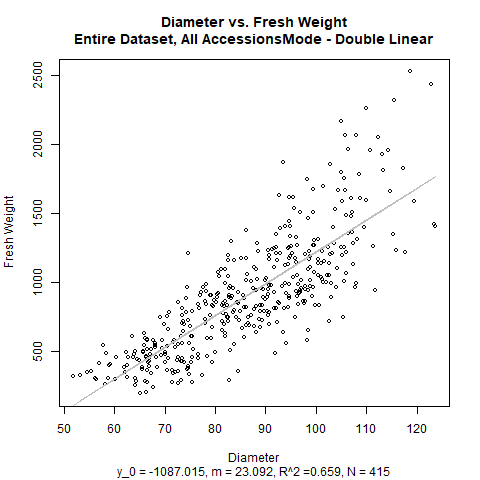 Diameter vs. Fresh Weight
Entire Dataset, All AccessionsMode - Double Linear
2500
2000
1500
1000
500
Fresh Weight
50 60 70 80 90 100 110 120
Diameter
y_0 = -1087.015, m = 23.092, R^2 =0.659, N = 415